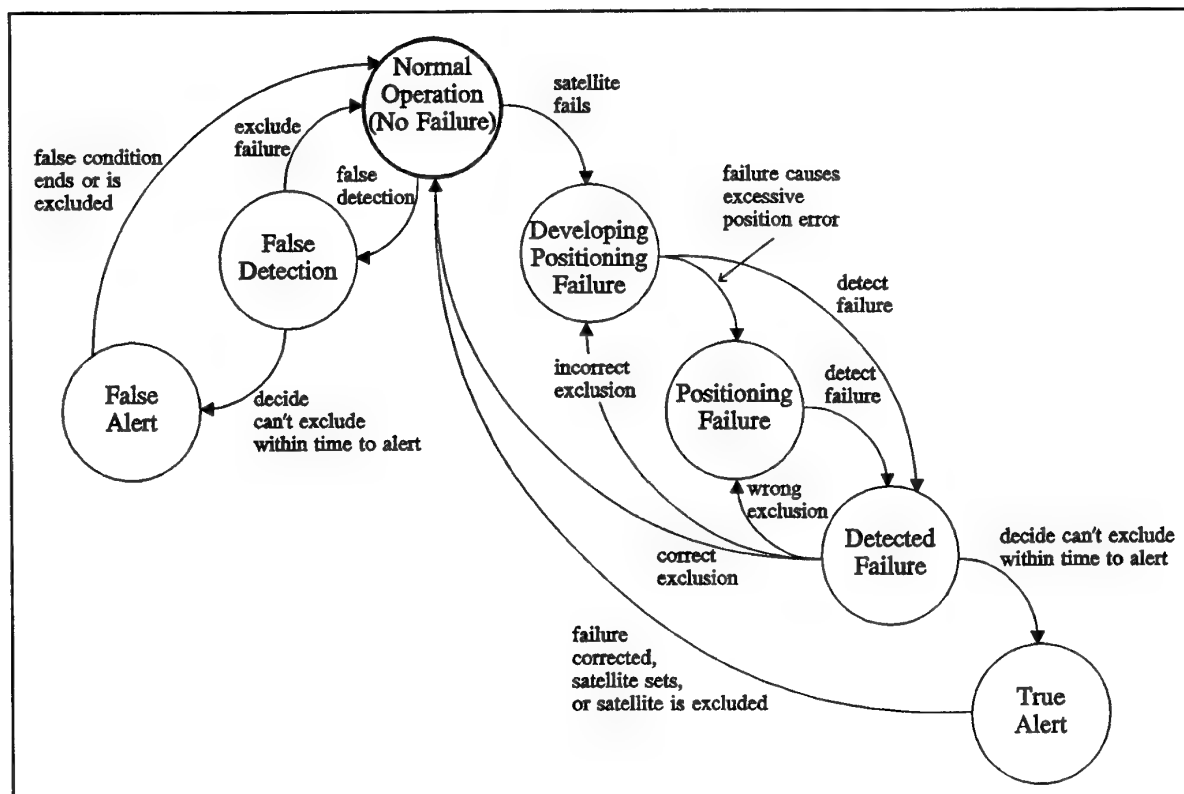 Normal
Operation
(No Failure)
satellite
fails
exclude
failure
false condition
ends or is
excluded
false
detection
failure causes
excessive
position error
Developing
Positioning
Failure
False
Detection
detect
failure
incorrect
exclusion
detect
failure
False
Alert
decide
can't exclude
within time to alert
Positioning
Failure
wrong
exclusion
Detected
Failure
decide can't exclude
within time to alert
correct
exclusion
failure
corrected,
satellite sets,
or satellite is excluded
True
Alert